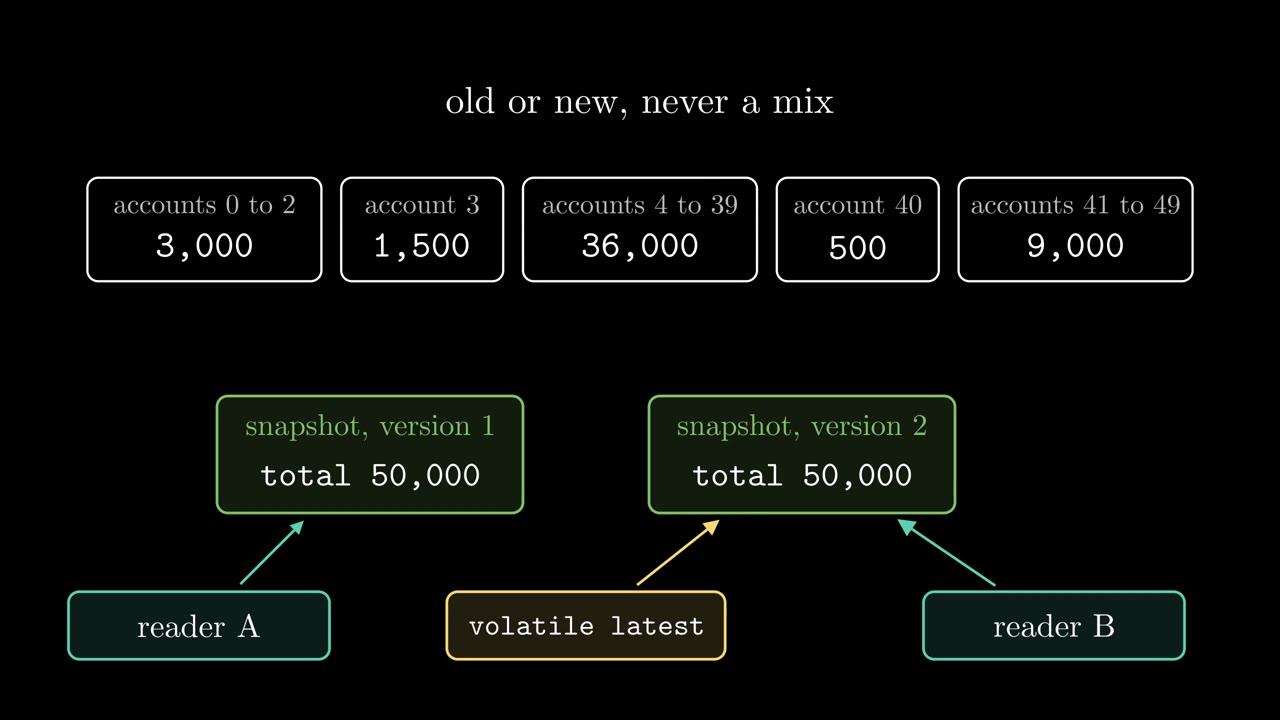 old or new, never a mix
accounts 0 to 2
3,000
account 3
1,500
accounts 4 to 39
36,000
account 40
500
accounts 41 to 49
9,000
snapshot, version 1
total 50,000
snapshot, version 2
total 50,000
reader A
volatile latest
reader B